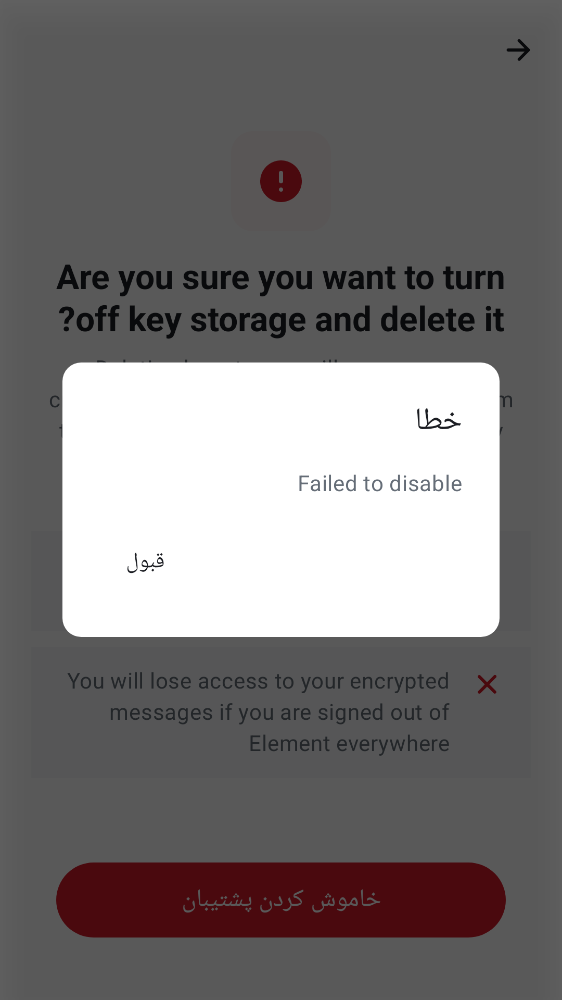 Are you sure you want to turn
off key storage and delete it?
خطا
Failed to disable
قبول
You will lose access to your encrypted
messages if you are signed out of
Element everywhere
خاموش کردن پشتیبان